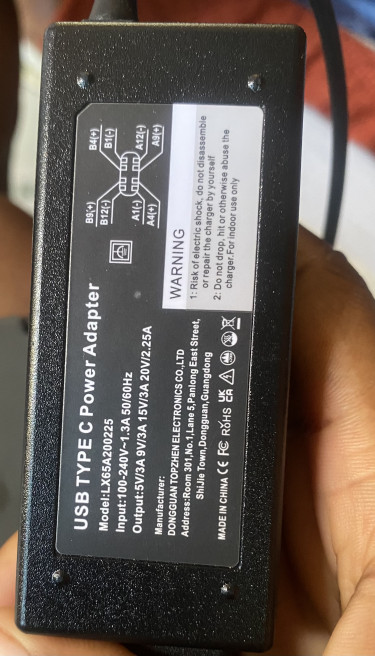 USB TYPE C Power Adapter
Model:LX65A200225
Input:100-240V~1.3A 50/60Hz
Output:5V/3A 9V/3A 15V/3A 20V/2.25A
Manufacturer:
DONGGUAN TOPZHEN ELECTRONICS CO.,LTD
Address:Room 301,No.1,Lane 5,Panlong East Street,
ShiJie Town,Dongguan,Guangdong
MADE IN CHINA CE FC RoHS UKCA
B9(+) B4(+)
B12(-) B1(-)
A1(-) A12(-)
A4(+) A9(+)
WARNING
1: Risk of electric shock, do not disassemble
or repair the charger by yourself
2: Do not drop, hit or otherwise abuse the
charger.For indoor use only